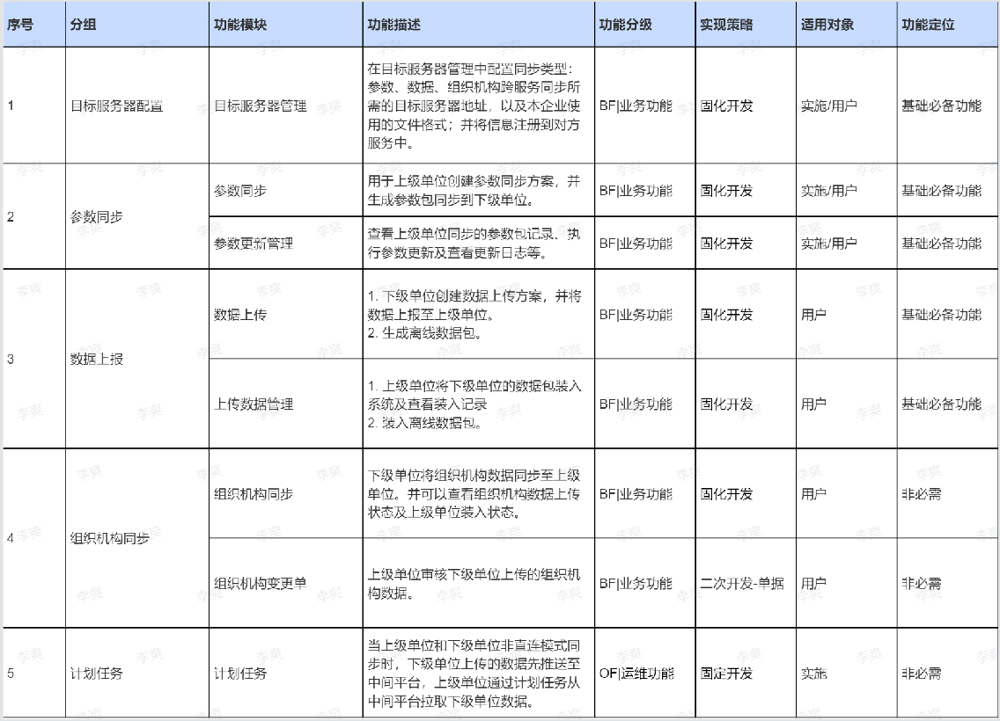 序号 分组 功能模块 功能描述 功能分级 实现策略 适用对象 功能定位
1 目标服务器配置 目标服务器管理 在目标服务器管理中配置同步类型：
参数、数据、组织机构跨服务同步所
需的目标服务器地址，以及本企业使
用的文件格式；并将信息注册到对方
服务中。 BF|业务功能 固化开发 实施/用户 基础必备功能
2 参数同步 参数同步 用于上级单位创建参数同步方案，并
生成参数包同步到下级单位。 BF|业务功能 固化开发 实施/用户 基础必备功能
参数更新管理 查看上级单位同步的参数包记录、执
行参数更新及查看更新日志等。 BF|业务功能 固化开发 实施/用户 基础必备功能
3 数据上报 数据上传 1. 下级单位创建数据上传方案，并将
数据上报至上级单位。
2. 生成离线数据包。 BF|业务功能 固化开发 用户 基础必备功能
上传数据管理 1. 上级单位将下级单位的数据包装入
系统及查看装入记录
2. 装入离线数据包。 BF|业务功能 固化开发 用户 基础必备功能
4 组织机构同步 组织机构同步 下级单位将组织机构数据同步至上级
单位。并可以查看组织机构数据上传
状态及上级单位装入状态。 BF|业务功能 固化开发 用户 非必需
组织机构变更单 上级单位审核下级单位上传的组织机
构数据。 BF|业务功能 二次开发-单据 用户 非必需
5 计划任务 计划任务 当上级单位和下级单位非直连模式同
步时，下级单位上传的数据先推送至
中间平台，上级单位通过计划任务从
中间平台拉取下级单位数据。 OF|运维功能 固定开发 实施 非必需
李爽